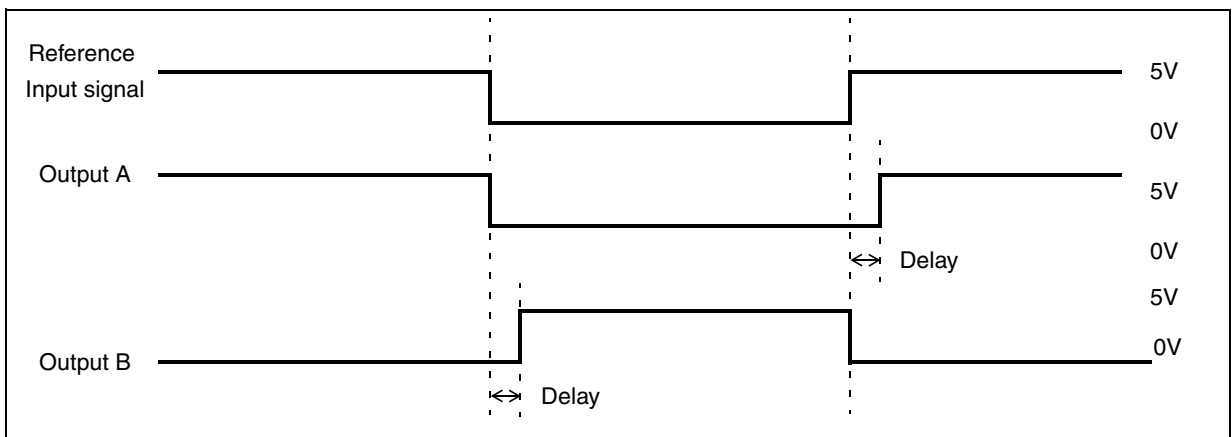 Reference
Input signal
5V
0V
Output A
5V
0V
Delay
5V
Output B
0V
Delay